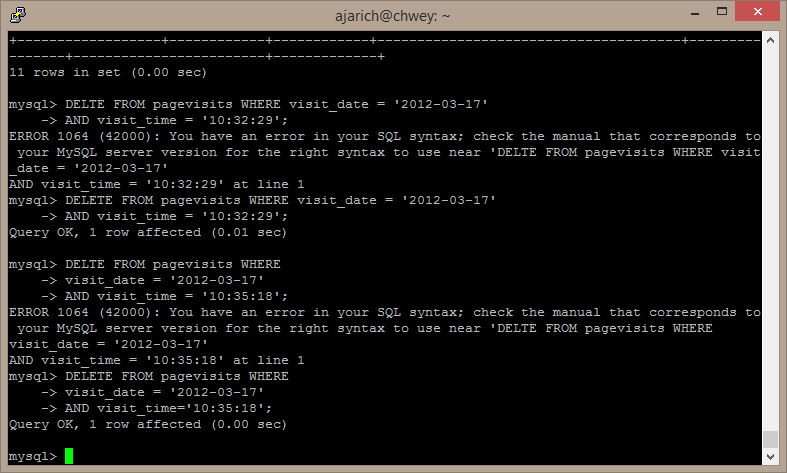 ajarich@chwey: ~
+------------------+------------+------------+--------------------------------------+---------
-------+------------------------+-------------+
11 rows in set (0.00 sec)
mysql> DELTE FROM pagevisits WHERE visit_date = '2012-03-17'
    -> AND visit_time = '10:32:29';
ERROR 1064 (42000): You have an error in your SQL syntax; check the manual that corresponds to
 your MySQL server version for the right syntax to use near 'DELTE FROM pagevisits WHERE visit
_date = '2012-03-17'
AND visit_time = '10:32:29' at line 1
mysql> DELETE FROM pagevisits WHERE visit_date = '2012-03-17'
    -> AND visit_time = '10:32:29';
Query OK, 1 row affected (0.01 sec)
mysql> DELTE FROM pagevisits WHERE
    -> visit_date = '2012-03-17'
    -> AND visit_time = '10:35:18';
ERROR 1064 (42000): You have an error in your SQL syntax; check the manual that corresponds to
 your MySQL server version for the right syntax to use near 'DELTE FROM pagevisits WHERE
visit_date = '2012-03-17'
AND visit_time = '10:35:18' at line 1
mysql> DELETE FROM pagevisits WHERE
    -> visit_date = '2012-03-17'
    -> AND visit_time='10:35:18';
Query OK, 1 row affected (0.00 sec)
mysql>